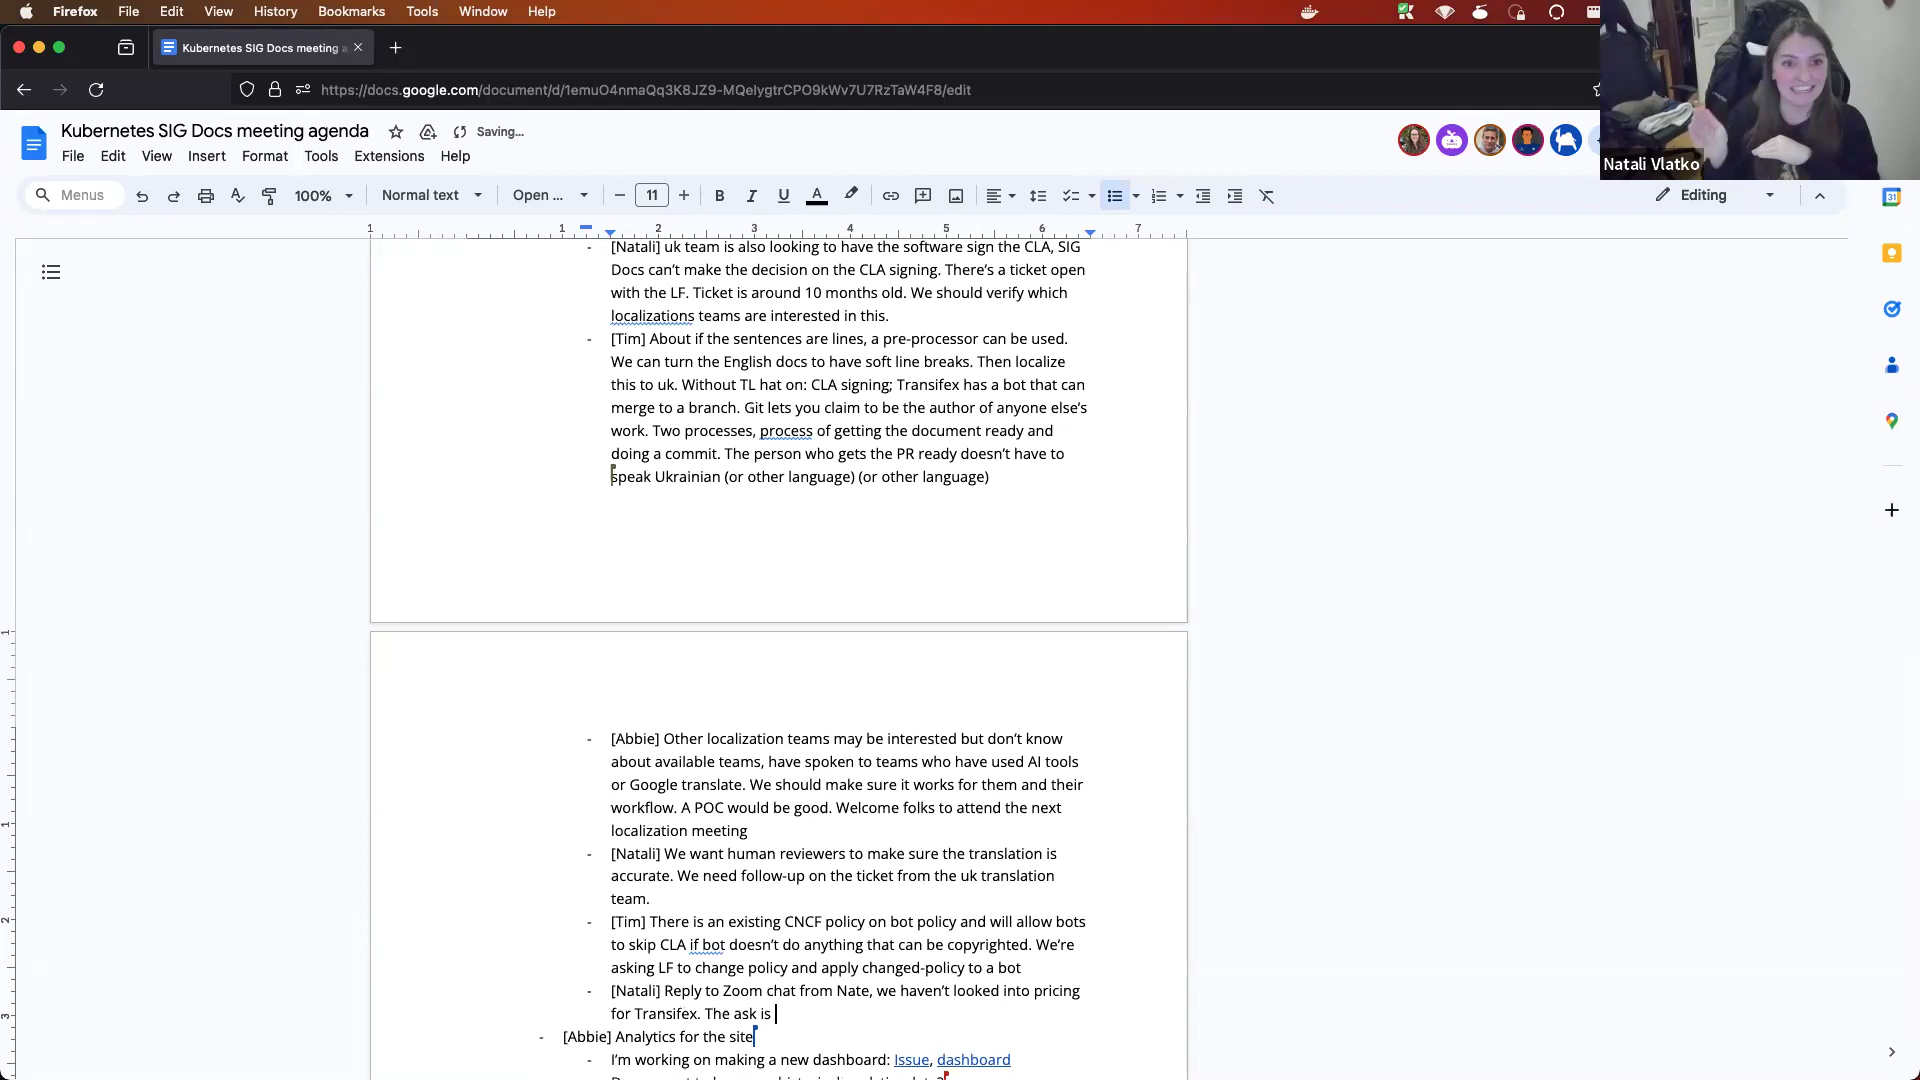 Firefox File Edit View History Bookmarks Tools Window Help
Kubernetes SIG Docs meeting a
https://docs.google.com/document/d/1emuO4nmaQq3K8JZ9-MQelygtrCPO9kWv7U7RzTaW4F8/edit
Kubernetes SIG Docs meeting agenda Saving...
File Edit View Insert Format Tools Extensions Help
Natali Vlatko
Menus 100% Normal text Open ... 11 B I U A Editing
1 1 2 3 4 5 6 7
- [Natali] uk team is also looking to have the software sign the CLA, SIG
Docs can't make the decision on the CLA signing. There's a ticket open
with the LF. Ticket is around 10 months old. We should verify which
localizations teams are interested in this.
- [Tim] About if the sentences are lines, a pre-processor can be used.
We can turn the English docs to have soft line breaks. Then localize
this to uk. Without TL hat on: CLA signing; Transifex has a bot that can
merge to a branch. Git lets you claim to be the author of anyone else's
work. Two processes, process of getting the document ready and
doing a commit. The person who gets the PR ready doesn't have to
speak Ukrainian (or other language) (or other language)
1
- [Abbie] Other localization teams may be interested but don't know
about available teams, have spoken to teams who have used AI tools
or Google translate. We should make sure it works for them and their
1
workflow. A POC would be good. Welcome folks to attend the next
localization meeting
- [Natali] We want human reviewers to make sure the translation is
accurate. We need follow-up on the ticket from the uk translation
team.
2
- [Tim] There is an existing CNCF policy on bot policy and will allow bots
to skip CLA if bot doesn't do anything that can be copyrighted. We're
asking LF to change policy and apply changed-policy to a bot
- [Natali] Reply to Zoom chat from Nate, we haven't looked into pricing
3
for Transifex. The ask is
- [Abbie] Analytics for the site
- I'm working on making a new dashboard: Issue, dashboard